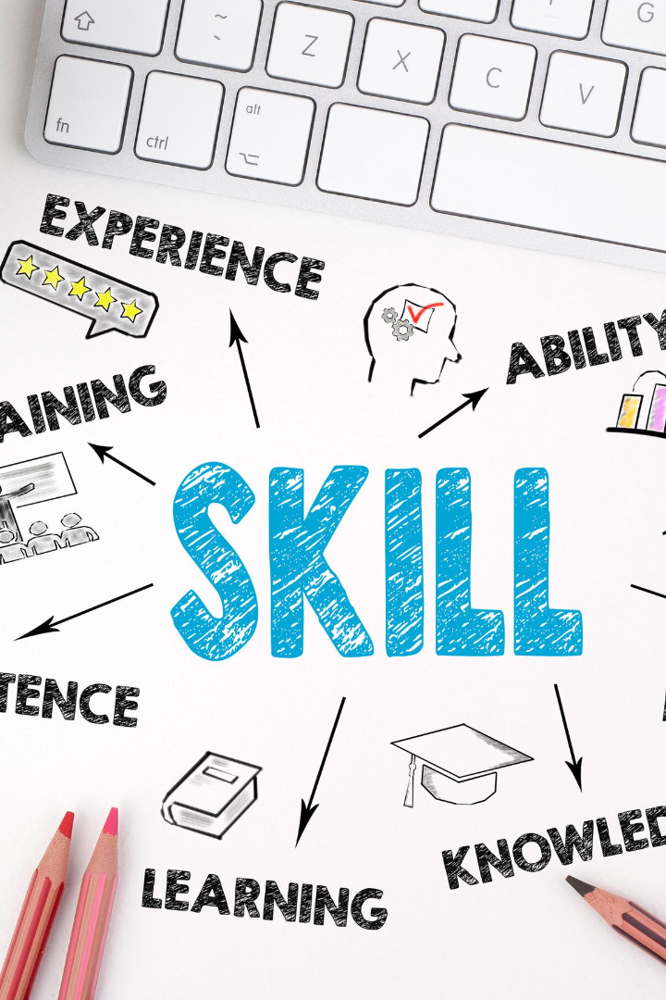 G
~
Z
X
C
V
fn
ctrl
alt
EXPERIENCE
ABILITY
AINING
SKILL
TENCE
KNOWLED
LEARNING